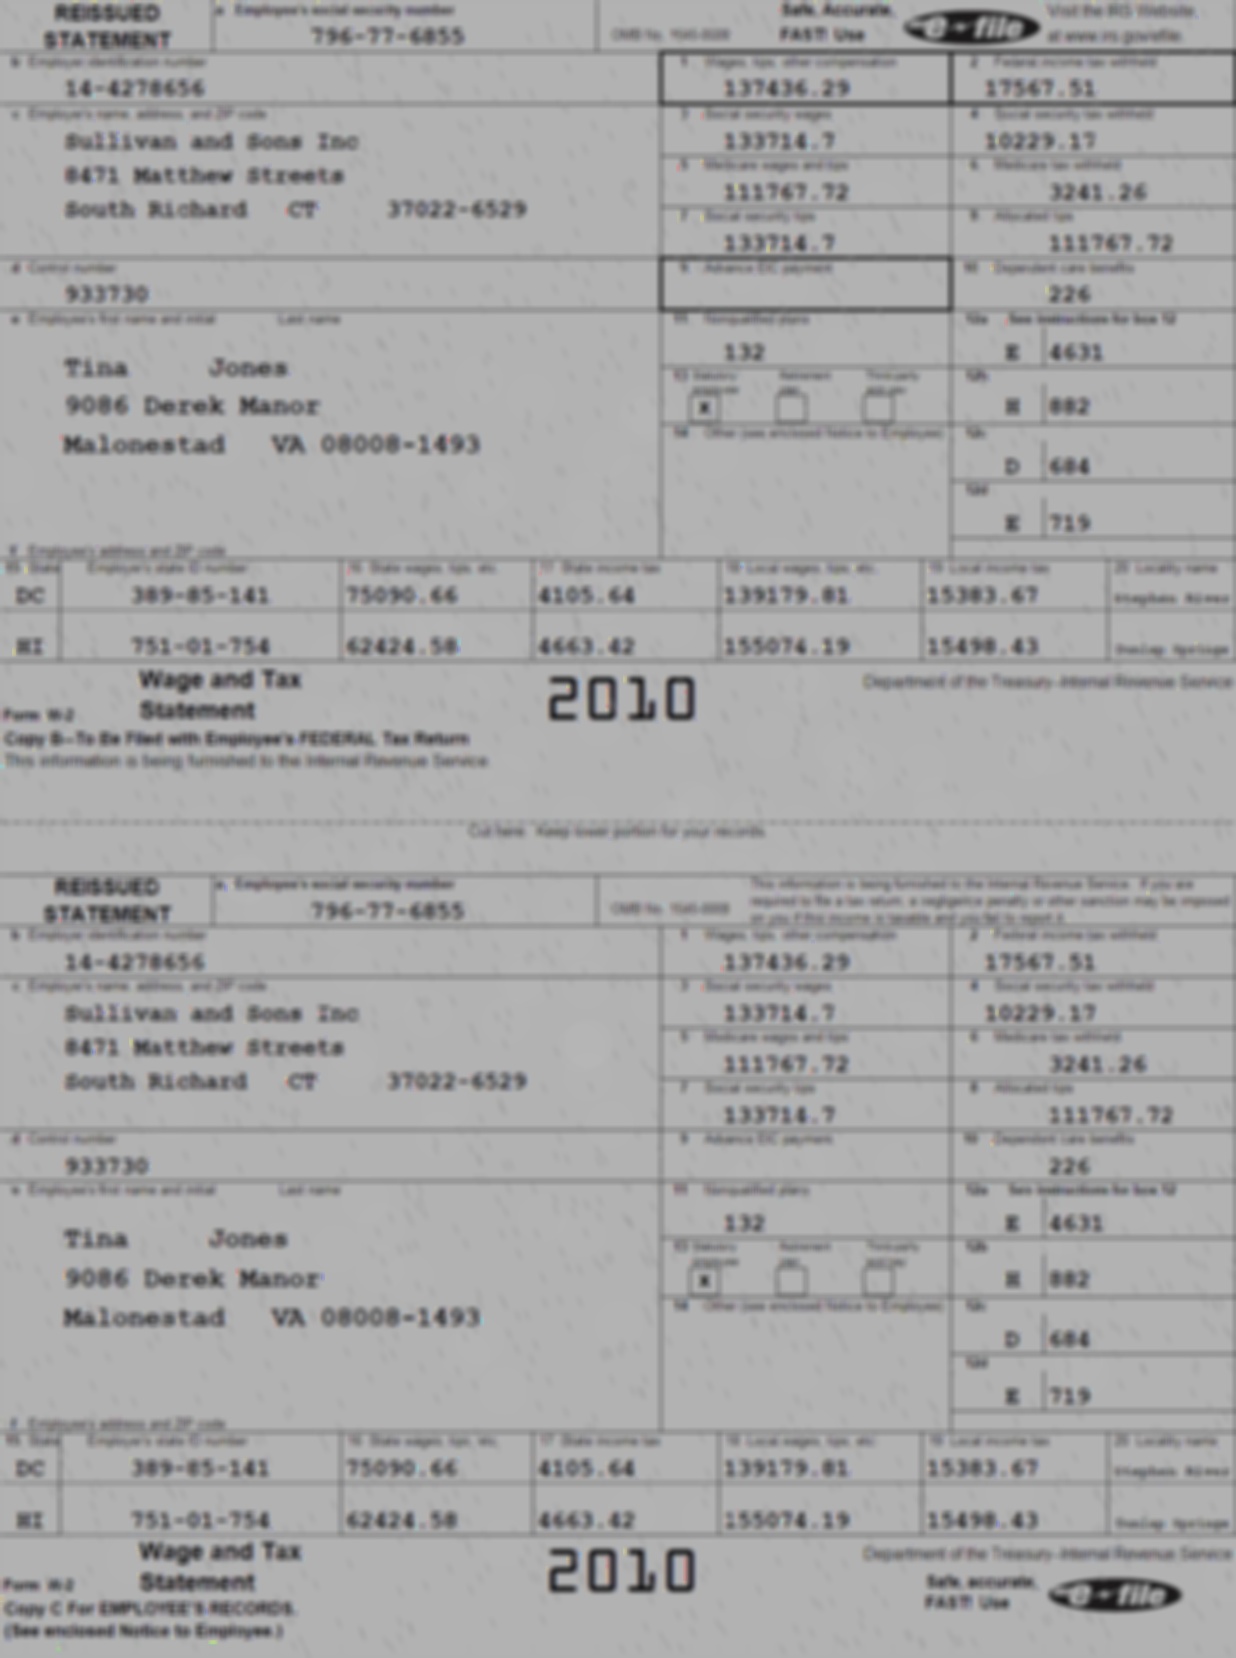 REISSUED STATEMENT
a Employee's social security number
796-77-6855
OMB No. 1545-0008
Safe, Accurate, FAST! Use
e-file
Visit the IRS Website, at www.irs.gov/efile.
b Employer identification number
14-4278656
1 Wages, tips, other compensation
137436.29
2 Federal income tax withheld
17567.51
c Employer's name, address, and ZIP code
Sullivan and Sons Inc
8471 Matthew Streets
South Richard CT 37022-6529
3 Social security wages
133714.7
4 Social security tax withheld
10229.17
5 Medicare wages and tips
111767.72
6 Medicare tax withheld
3241.26
7 Social security tips
133714.7
8 Allocated tips
111767.72
d Control number
933730
9 Advance EIC payment
10 Dependent care benefits
226
e Employee's first name and initial Last name
Tina Jones
9086 Derek Manor
Malonestad VA 08008-1493
11 Nonqualified plans
132
12a See instructions for box 12
E 4631
13 Statutory employee Retirement plan Third-party sick pay
X
12b
H 882
14 Other (see enclosed Notice to Employee)
12c
D 684
12d
E 719
f Employee's address and ZIP code
15 State Employer's state ID number 16 State wages, tips, etc. 17 State income tax 18 Local wages, tips, etc. 19 Local income tax 20 Locality name
DC 389-85-141 75090.66 4105.64 139179.81 15383.67 Stephen River
HI 751-01-754 62424.58 4663.42 155074.19 15498.43 Dunlap Springs
Form W-2
Wage and Tax Statement
2010
Department of the Treasury-Internal Revenue Service
Copy B--To Be Filed with Employee's FEDERAL Tax Return
This information is being furnished to the Internal Revenue Service
Cut here. Keep lower portion for your records.
REISSUED STATEMENT
a Employee's social security number
796-77-6855
OMB No. 1545-0008
This information is being furnished to the Internal Revenue Service. If you are
required to file a tax return, a negligence penalty or other sanction may be imposed
on you if this income is taxable and you fail to report it.
b Employer identification number
14-4278656
1 Wages, tips, other compensation
137436.29
2 Federal income tax withheld
17567.51
c Employer's name, address, and ZIP code
Sullivan and Sons Inc
8471 Matthew Streets
South Richard CT 37022-6529
3 Social security wages
133714.7
4 Social security tax withheld
10229.17
5 Medicare wages and tips
111767.72
6 Medicare tax withheld
3241.26
7 Social security tips
133714.7
8 Allocated tips
111767.72
d Control number
933730
9 Advance EIC payment
10 Dependent care benefits
226
e Employee's first name and initial Last name
Tina Jones
9086 Derek Manor
Malonestad VA 08008-1493
11 Nonqualified plans
132
12a See instructions for box 12
E 4631
13 Statutory employee Retirement plan Third-party sick pay
X
12b
H 882
14 Other (see enclosed Notice to Employee)
12c
D 684
12d
E 719
f Employee's address and ZIP code
15 State Employer's state ID number 16 State wages, tips, etc. 17 State income tax 18 Local wages, tips, etc. 19 Local income tax 20 Locality name
DC 389-85-141 75090.66 4105.64 139179.81 15383.67 Stephen River
HI 751-01-754 62424.58 4663.42 155074.19 15498.43 Dunlap Springs
Form W-2
Wage and Tax Statement
2010
Department of the Treasury-Internal Revenue Service
Copy C For EMPLOYEE'S RECORDS.
(See enclosed Notice to Employee.)
Safe, accurate, FAST! Use
e-file